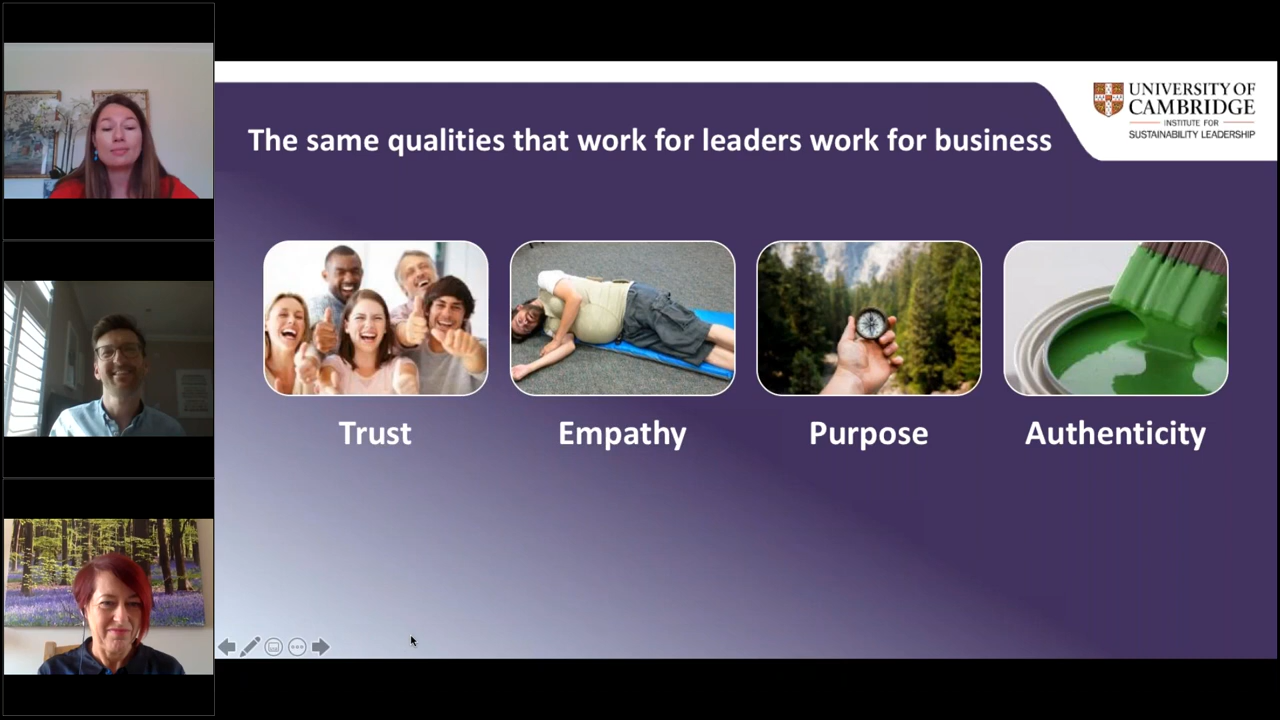 The same qualities that work for leaders work for business
UNIVERSITY OF
CAMBRIDGE
INSTITUTE FOR
SUSTAINABILITY LEADERSHIP
Trust
Empathy
Purpose
Authenticity